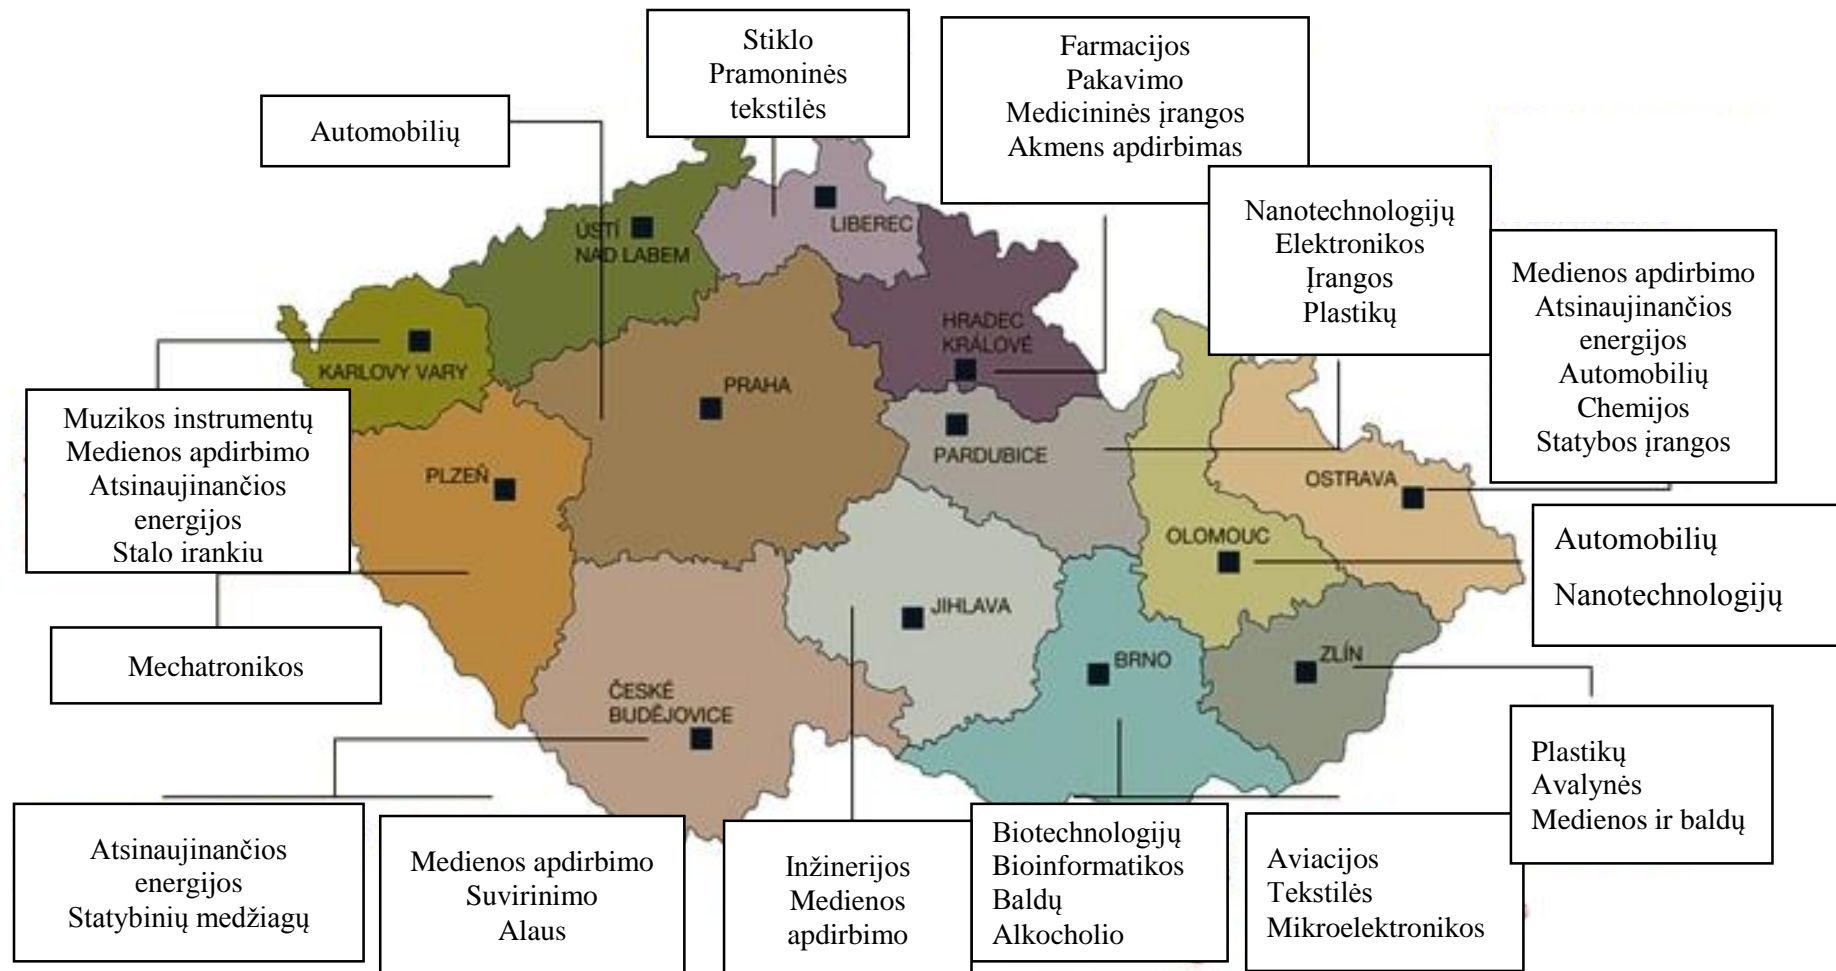 Stiklo
Pramoninės
tekstilės
Farmacijos
Pakavimo
Medicininės įrangos
Akmens apdirbimas
Automobilių
Nanotechnologijų
Elektronikos
Įrangos
Plastikų
Medienos apdirbimo
Atsinaujinančios
energijos
Automobilių
Chemijos
Statybos įrangos
ÚSTÍ
NAD LABEM
LIBEREC
HRADEC
KRÁLOVÉ
KARLOVY VARY
PRAHA
PARDUBICE
PLZEŇ
OSTRAVA
OLOMOUC
JIHLAVA
BRNO
ZLÍN
ČESKÉ
BUDĚJOVICE
Muzikos instrumentų
Medienos apdirbimo
Atsinaujinančios
energijos
Stalo irankiu
Automobilių
Nanotechnologijų
Mechatronikos
Plastikų
Avalynės
Medienos ir baldų
Atsinaujinančios
energijos
Statybinių medžiagų
Medienos apdirbimo
Suvirinimo
Alaus
Inžinerijos
Medienos
apdirbimo
Biotechnologijų
Bioinformatikos
Baldų
Alkocholio
Aviacijos
Tekstilės
Mikroelektronikos